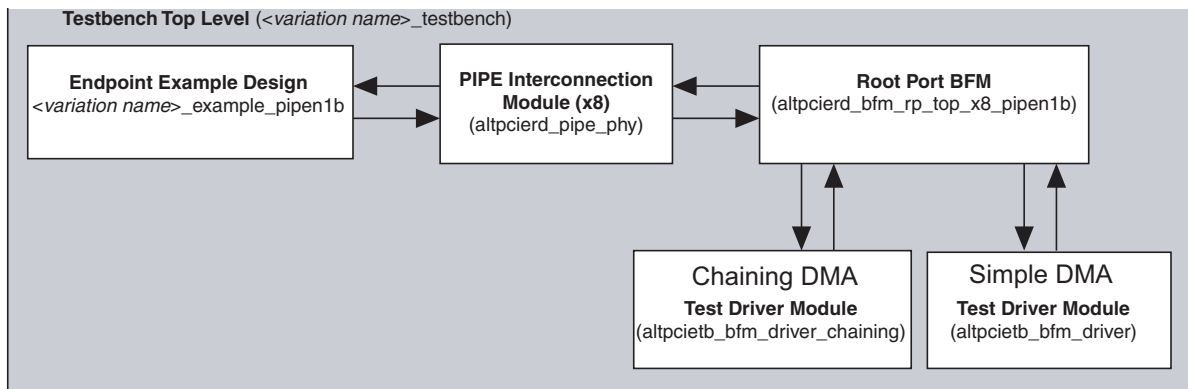 Testbench Top Level (<variation name>_testbench)
Endpoint Example Design
<variation name>_example_pipen1b
PIPE Interconnection
Module (x8)
(altpcierd_pipe_phy)
Root Port BFM
(altpcierd_bfm_rp_top_x8_pipen1b)
Chaining DMA
Test Driver Module
(altpcietb_bfm_driver_chaining)
Simple DMA
Test Driver Module
(altpcietb_bfm_driver)